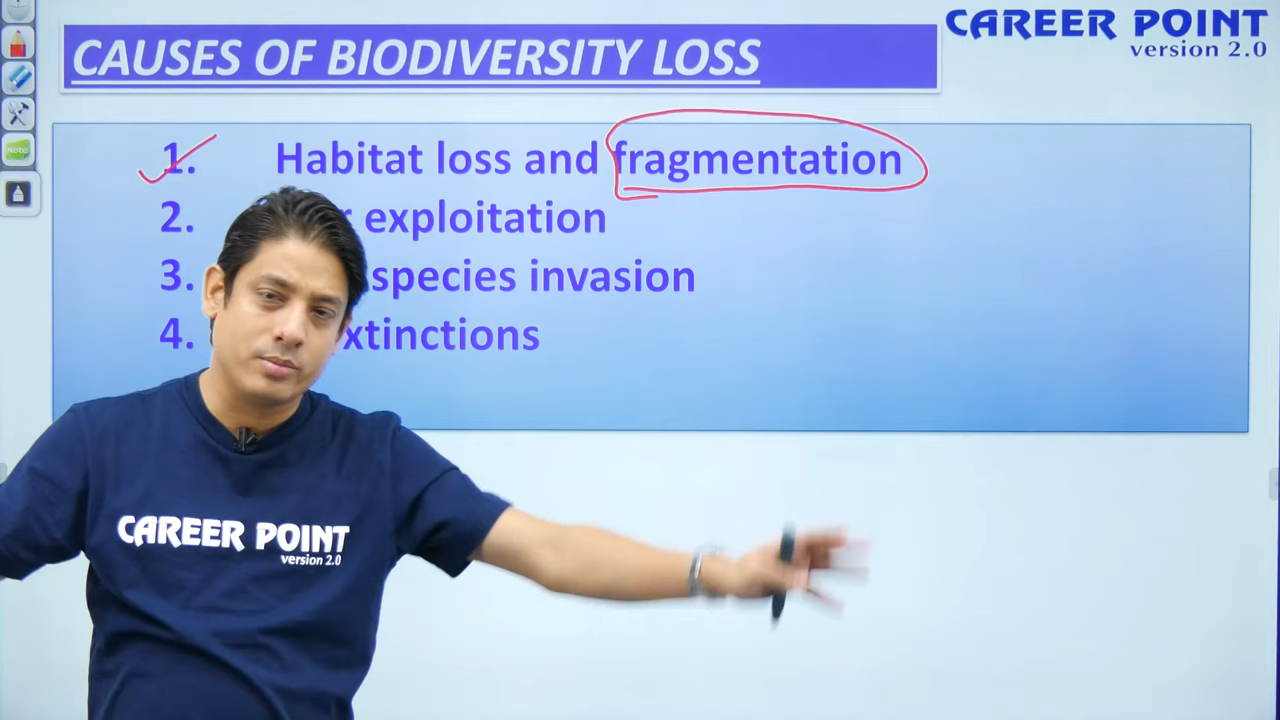 CAREER POINT
version 2.0
CAUSES OF BIODIVERSITY LOSS
1. Habitat loss and fragmentation
2. exploitation
3. species invasion
4.
Note
CAREER POINT
version 2.0